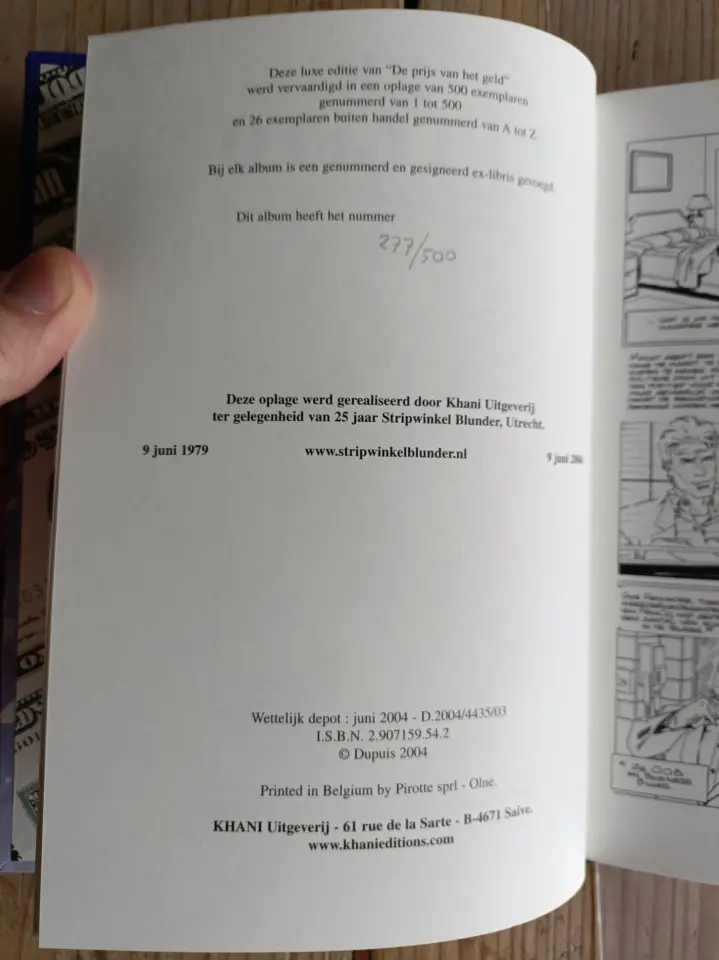 Deze luxe editie van "De prijs van het geld"
werd vervaardigd in een oplage van 500 exemplaren
genummerd van 1 tot 500
en 26 exemplaren buiten handel genummerd van A tot Z
Bij elk album is een genummerd en gesigneerd ex-libris gevoegd.
Dit album heeft het nummer
277/500
Deze oplage werd gerealiseerd door Khani Uitgeverij
ter gelegenheid van 25 jaar Stripwinkel Blunder, Utrecht.
9 juni 1979 www.stripwinkelblunder.nl 9 juni 2004
Wettelijk depot : juni 2004 - D.2004/4435/03
I.S.B.N. 2.907159.54.2
© Dupuis 2004
Printed in Belgium by Pirotte sprl - Olne.
KHANI Uitgeverij - 61 rue de la Sarte - B-4671 Saive.
www.khanieditions.com